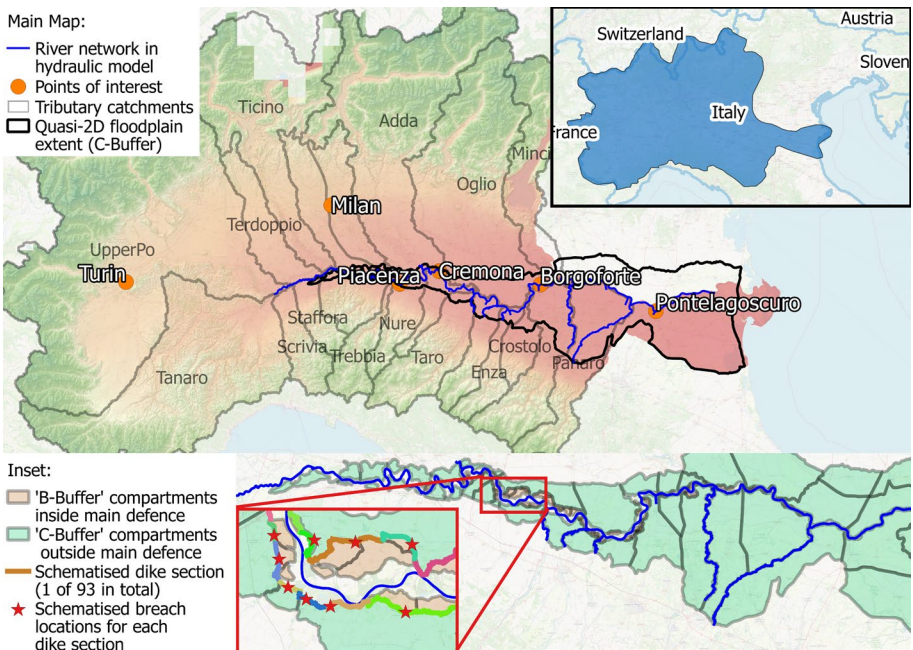 Main Map:
River network in
hydraulic model
Points of interest
Tributary catchments
Quasi-2D floodplain
extent (C-Buffer)
Ticino
Adda
Minci
Oglio
Milan
Terdoppio
UpperPo
Turin
Piacenza
Cremona
Borgoforte
Pontelagoscuro
Staffora
Nure
Scrivia
Trebbia
Taro
Crostolo
Enza
Panaro
Tanaro
Switzerland
Austria
Sloven
Italy
France
Inset:
'B-Buffer' compartments
inside main defence
'C-Buffer' compartments
outside main defence
Schematised dike section
(1 of 93 in total)
Schematised breach
locations for each
dike section